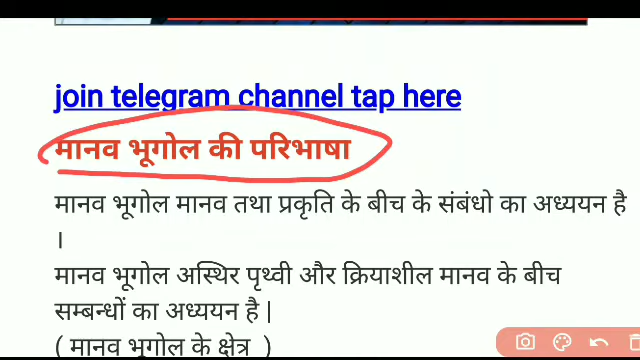 join telegram channel tap here
मानव भूगोल की परिभाषा
मानव भूगोल मानव तथा प्रकृति के बीच के संबंधो का अध्ययन है
।
मानव भूगोल अस्थिर पृथ्वी और क्रियाशील मानव के बीच
सम्बन्धों का अध्ययन है|
( मानव भूगोल के क्षेत्र )